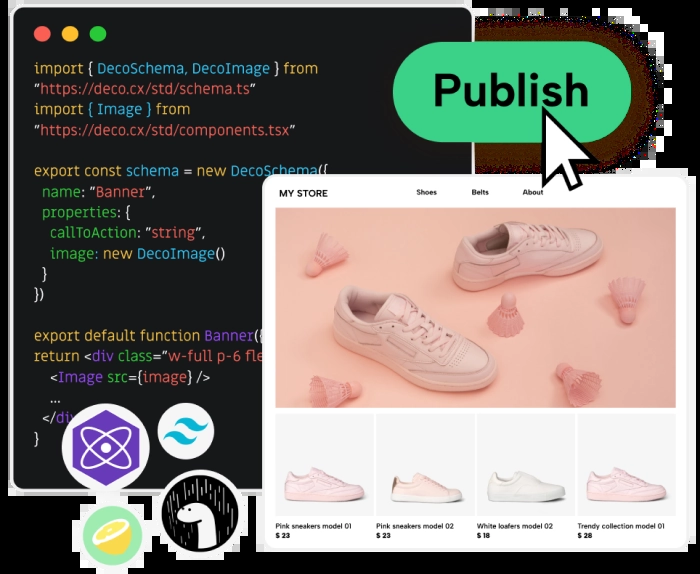 import { DecoSchema, DecoImage } from
"https://deco.cx/std/schema.ts"
import { Image } from
"https://deco.cx/std/components.tsx"
export const schema = new DecoSchema({
name: "Banner",
properties: {
callToAction: "string",
image: new DecoImage()
}
})
export default function Banner({
return <div class="w-full p-6 fle
<Image src={image} />
...
</div
}
Publish
MY STORE
Shoes
Belts
About
Pink sneakers model 01
$ 23
Pink sneakers model 02
$ 23
White loafers model 02
$ 18
Trendy collection model 01
$ 28